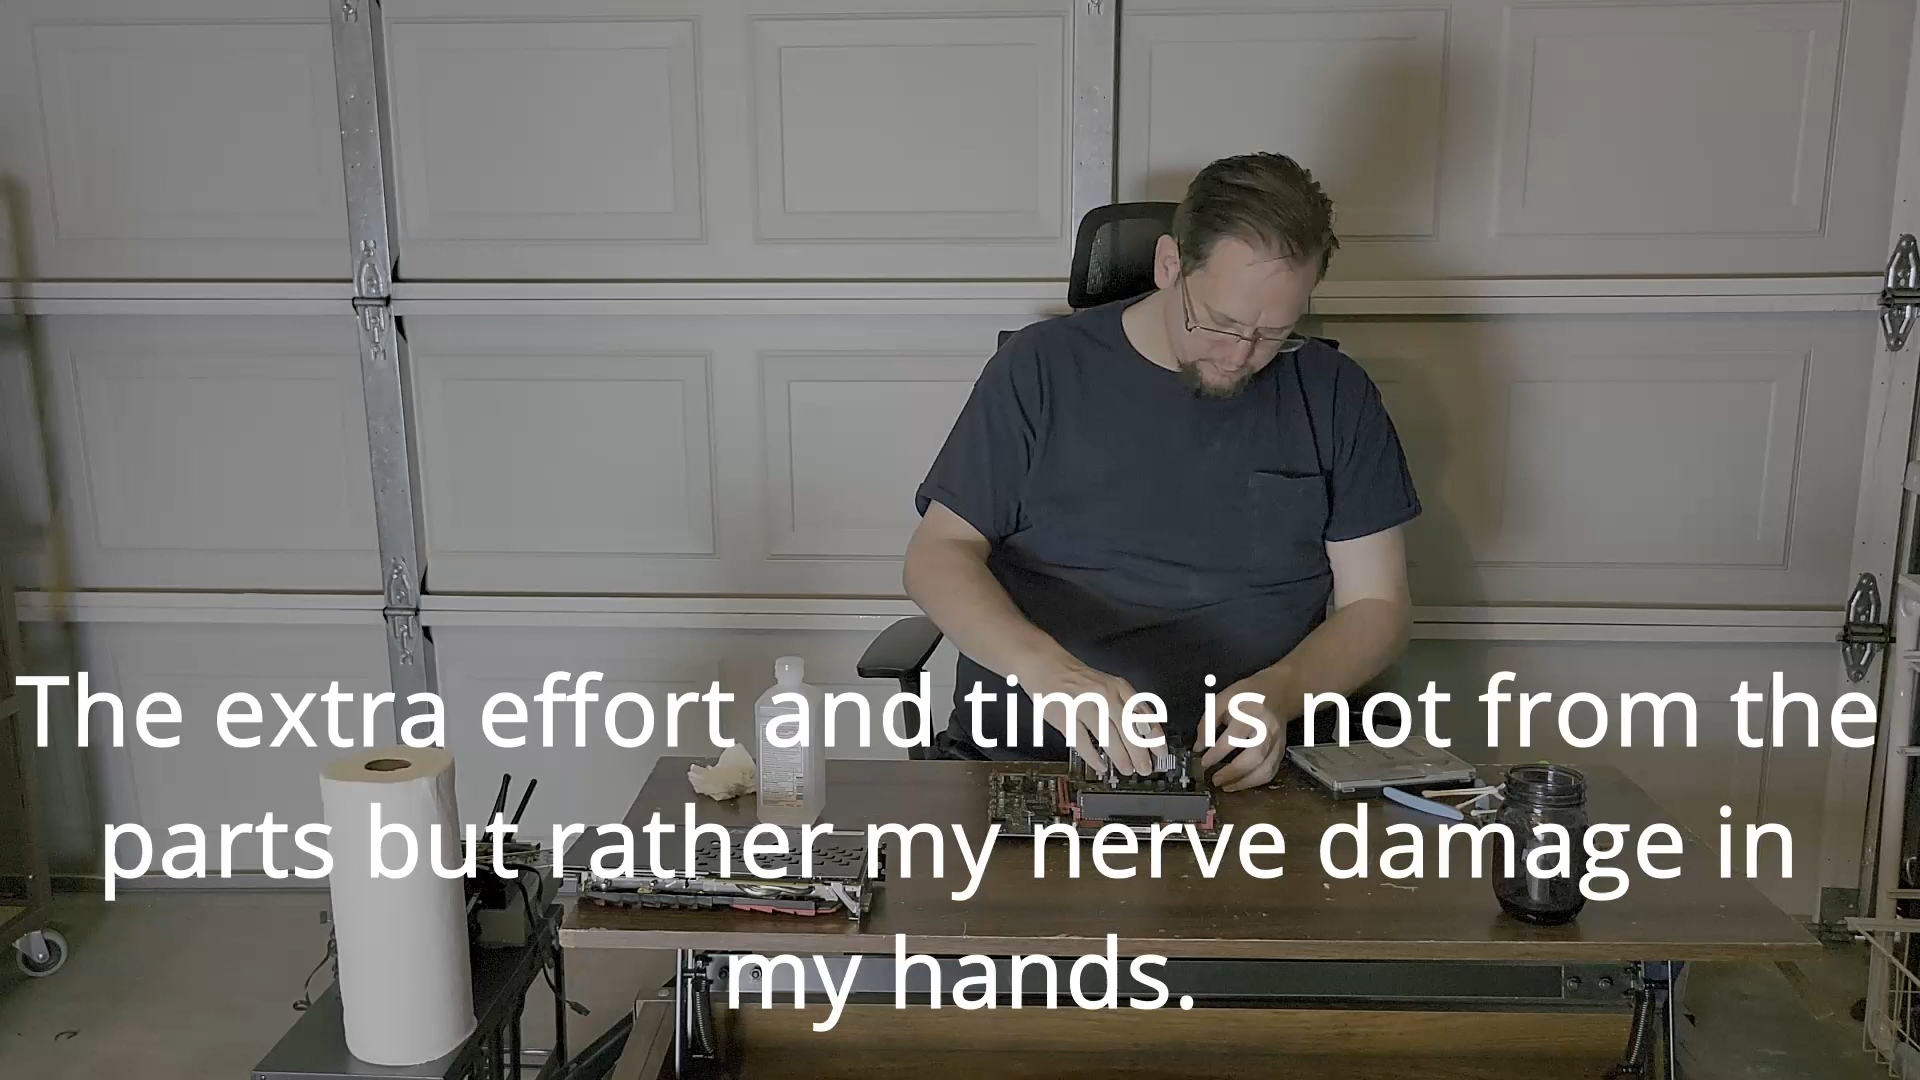 The extra effort and time is not from the
parts but rather my nerve damage in
my hands.